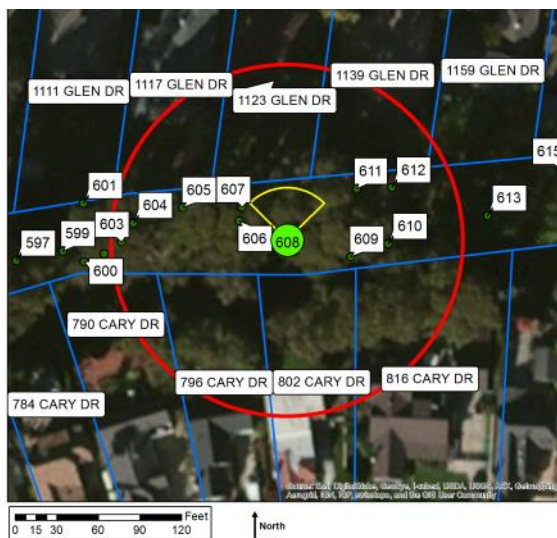 1159 GLEN DR
1139 GLEN DR
1117 GLEN DR
1111 GLEN DR
1123 GLEN DR
615
611
612
601
605
607
604
613
603
610
597
599
606
608
609
600
790 CARY DR
796 CARY DR
802 CARY DR
816 CARY DR
784 CARY DR
Feet
0 15 30 60 90 120
North